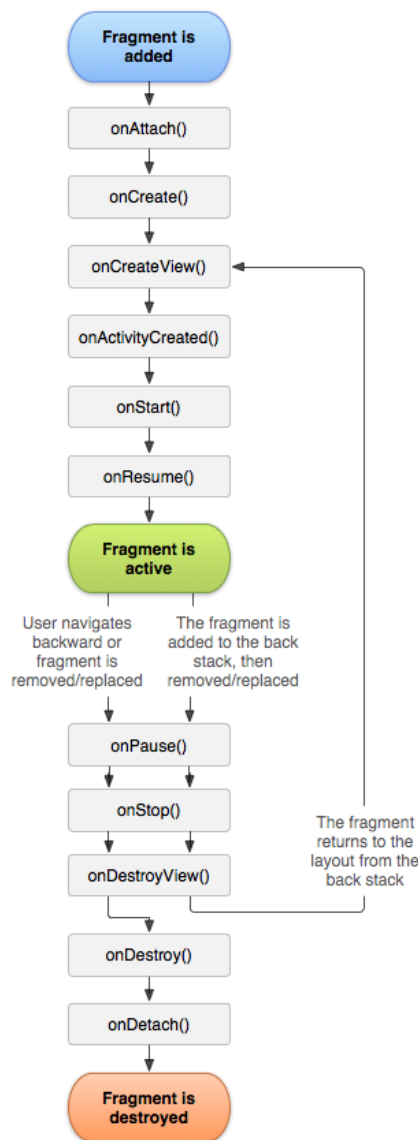 Fragment is
added
onAttach()
onCreate()
onCreateView()
onActivityCreated()
onStart()
onResume()
Fragment is
active
User navigates
backward or
fragment is
removed/replaced
The fragment is
added to the back
stack, then
removed/replaced
onPause()
onStop()
The fragment
returns to the
layout from the
back stack
onDestroyView()
onDestroy()
onDetach()
Fragment is
destroyed